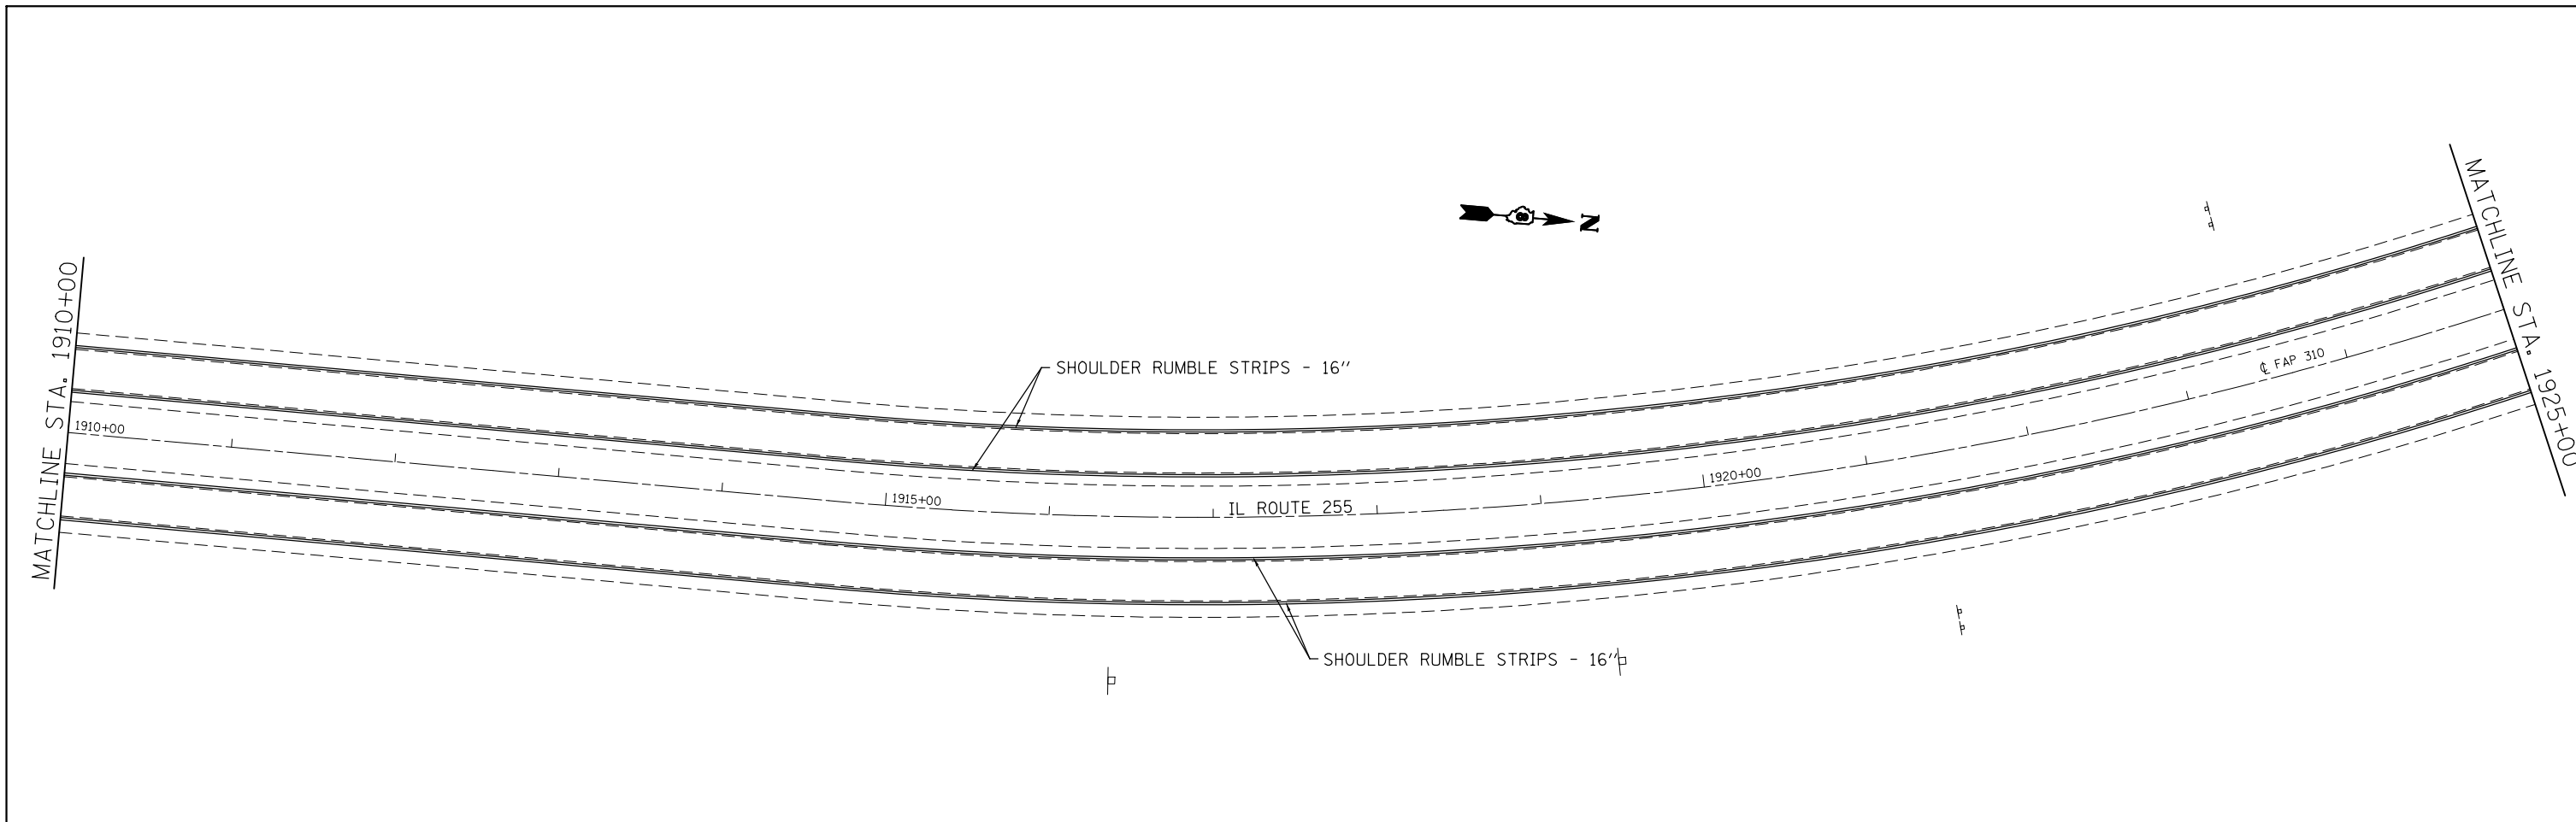 MATCHLINE STA. 1910+00
1910+00
SHOULDER RUMBLE STRIPS - 16"
1915+00
IL ROUTE 255
SHOULDER RUMBLE STRIPS - 16"
CD
N
1920+00
℄ FAP 310
MATCHLINE STA. 1925+00